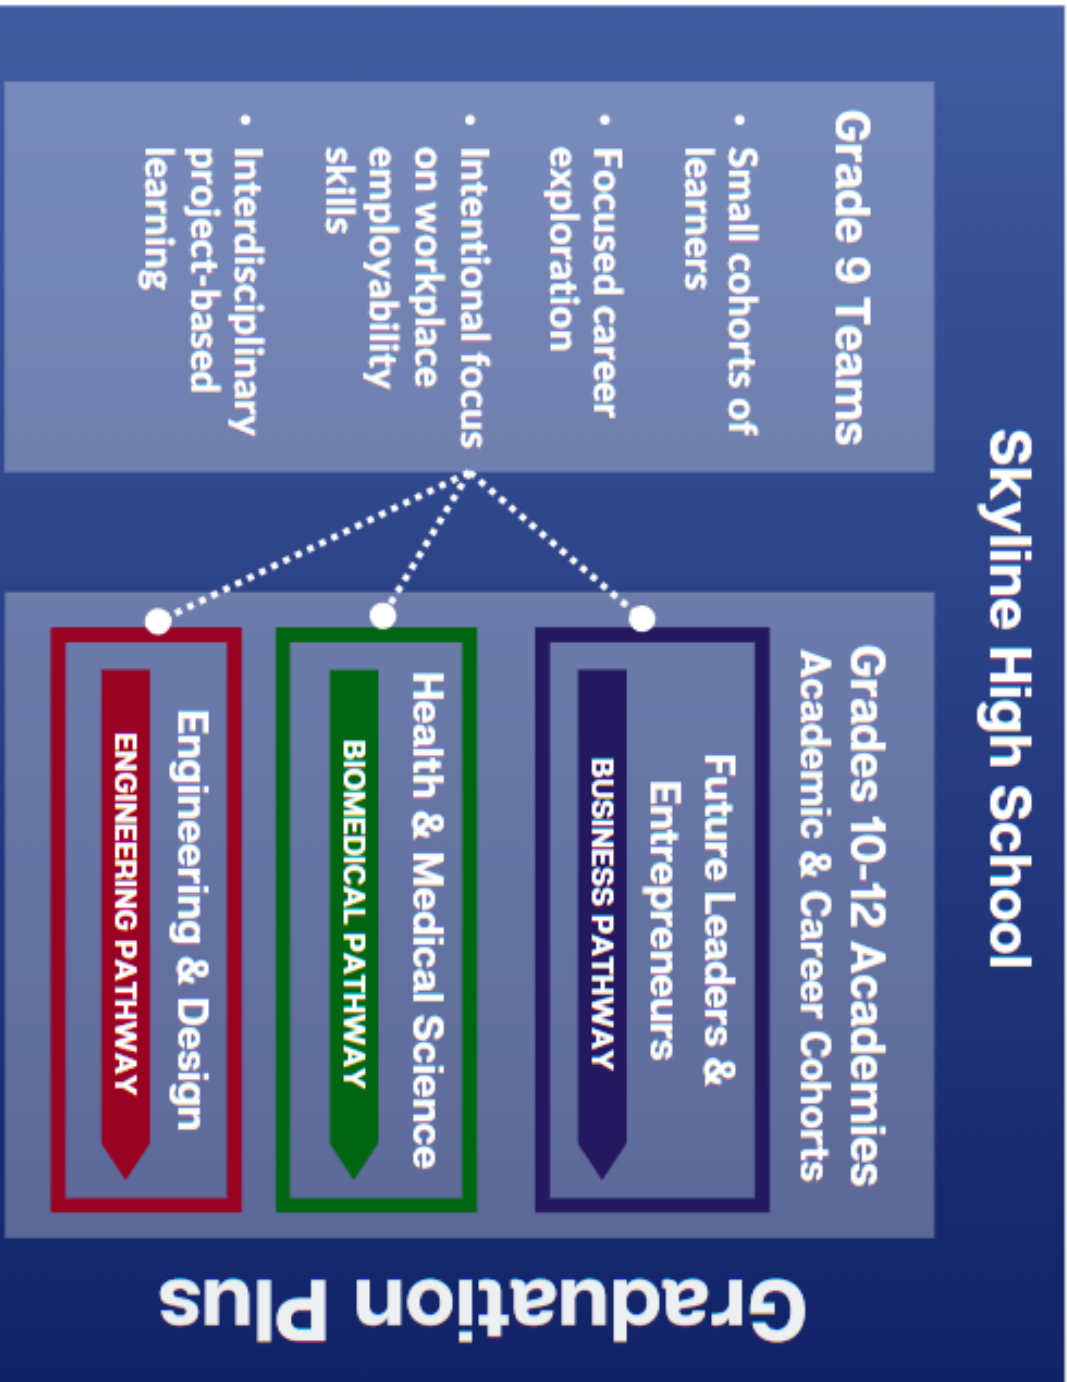 Skyline High School
Grade 9 Teams
• Small cohorts of
learners
• Focused career
exploration
• Intentional focus
on workplace
employability
skills
• Interdisciplinary
project-based
learning
Grades 10-12 Academies
Academic & Career Cohorts
Future Leaders &
Entrepreneurs
BUSINESS PATHWAY
Health & Medical Science
BIOMEDICAL PATHWAY
Engineering & Design
ENGINEERING PATHWAY
Graduation Plus